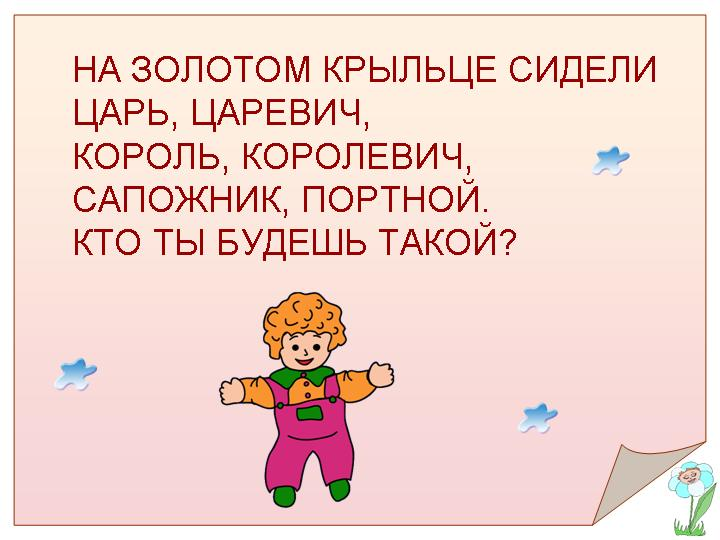 НА ЗОЛОТОМ КРЫЛЬЦЕ СИДЕЛИ
ЦАРЬ, ЦАРЕВИЧ,
КОРОЛЬ, КОРОЛЕВИЧ,
САПОЖНИК, ПОРТНОЙ.
КТО ТЫ БУДЕШЬ ТАКОЙ?